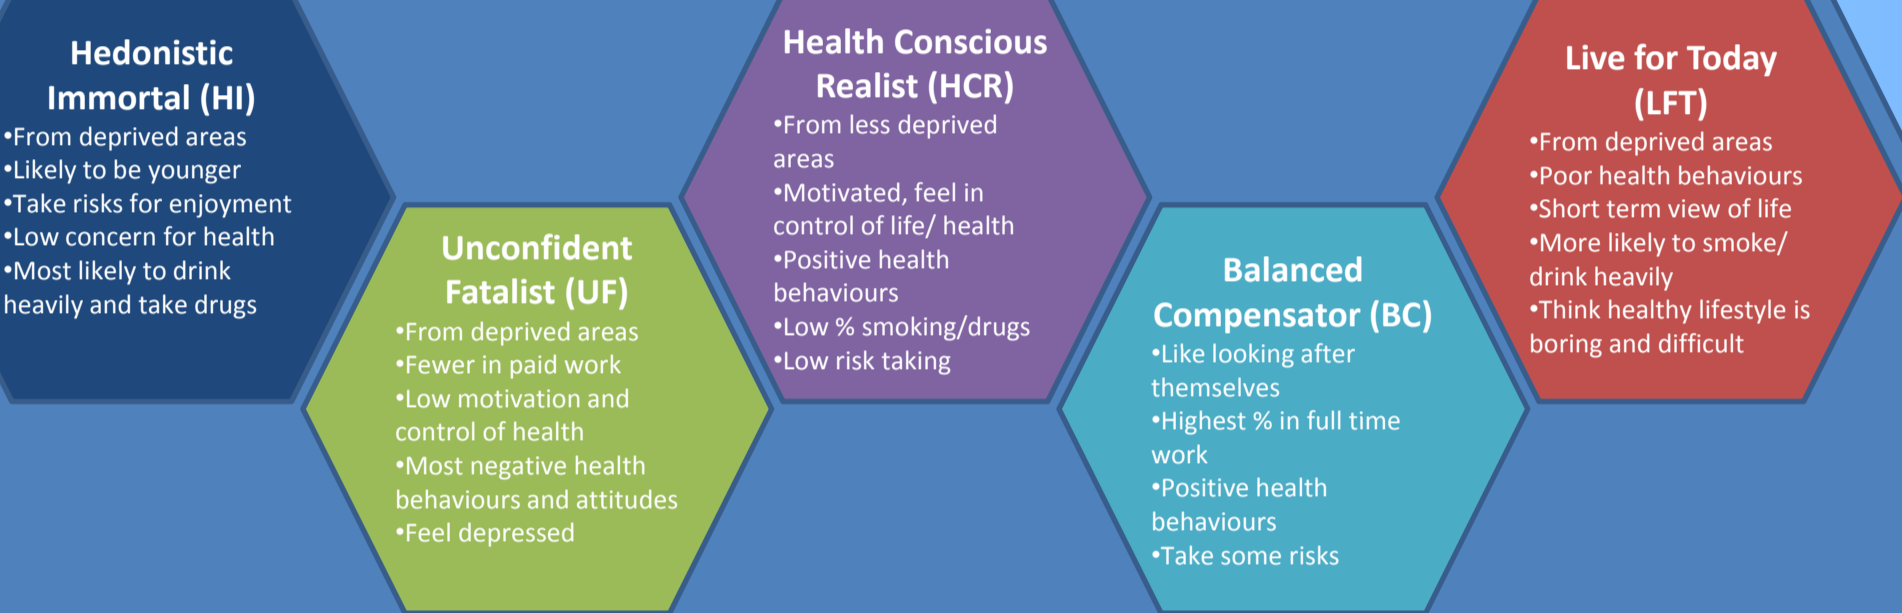 Hedonistic
Immortal (HI)
•From deprived areas
•Likely to be younger
•Take risks for enjoyment
•Low concern for health
•Most likely to drink
heavily and take drugs
Unconfident
Fatalist (UF)
•From deprived areas
•Fewer in paid work
•Low motivation and
control of health
•Most negative health
behaviours and attitudes
•Feel depressed
Health Conscious
Realist (HCR)
•From less deprived
areas
•Motivated, feel in
control of life/ health
•Positive health
behaviours
•Low % smoking/drugs
•Low risk taking
Balanced
Compensator (BC)
•Like looking after
themselves
•Highest % in full time
work
•Positive health
behaviours
•Take some risks
Live for Today
(LFT)
•From deprived areas
•Poor health behaviours
•Short term view of life
•More likely to smoke/
drink heavily
•Think healthy lifestyle is
boring and difficult